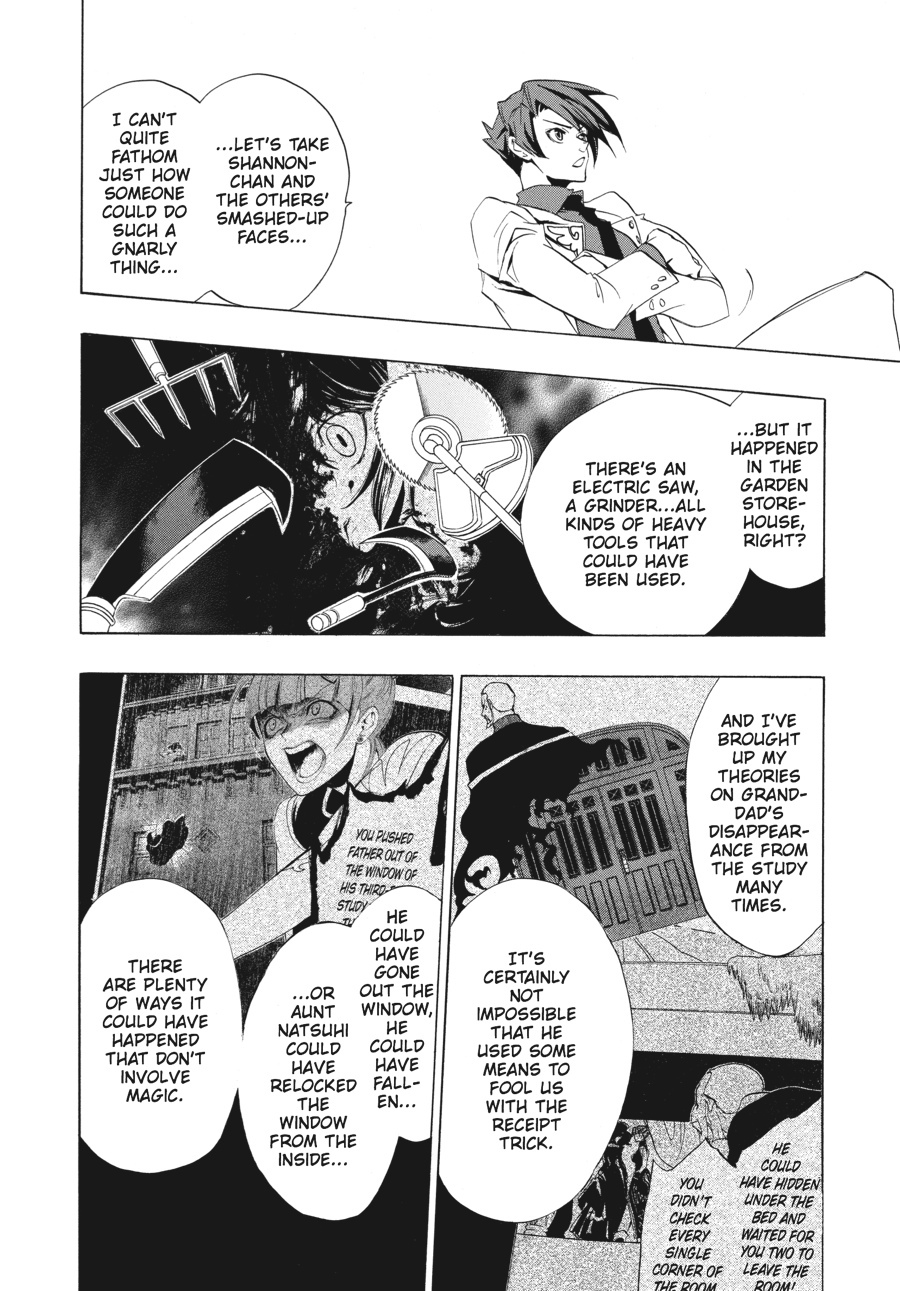 ...LET'S TAKE
SHANNON-
CHAN AND
THE OTHERS'
SMASHED-UP
FACES...
I CAN'T
QUITE
FATHOM
JUST HOW
SOMEONE
COULD DO
SUCH A
GNARLY
THING...
...BUT IT
HAPPENED
IN THE
GARDEN
STORE-
HOUSE,
RIGHT?
THERE'S AN
ELECTRIC SAW,
A GRINDER...ALL
KINDS OF HEAVY
TOOLS THAT
COULD HAVE
BEEN USED.
AND I'VE
BROUGHT
UP MY
THEORIES
ON GRAND-
DAD'S
DISAPPEAR-
ANCE FROM
THE STUDY
MANY
TIMES.
HE
COULD
HAVE HIDDEN
UNDER THE
BED AND
WAITED FOR
YOU TWO TO
LEAVE THE
ROOM!
YOU
DIDN'T
CHECK
EVERY
SINGLE
CORNER OF
THE ROOM
IT'S
CERTAINLY
NOT
IMPOSSIBLE
THAT HE
USED SOME
MEANS TO
FOOL US
WITH THE
RECEIPT
TRICK.
YOU PUSHED
FATHER OUT OF
THE WINDOW OF
HIS
STUDY
HE
COULD
HAVE
GONE
OUT THE
WINDOW,
HE
COULD
HAVE
FALL-
EN...
...OR
AUNT
NATSUHI
COULD
HAVE
RELOCKED
THE
WINDOW
FROM THE
INSIDE...
THERE
ARE PLENTY
OF WAYS IT
COULD HAVE
HAPPENED
THAT DON'T
INVOLVE
MAGIC.